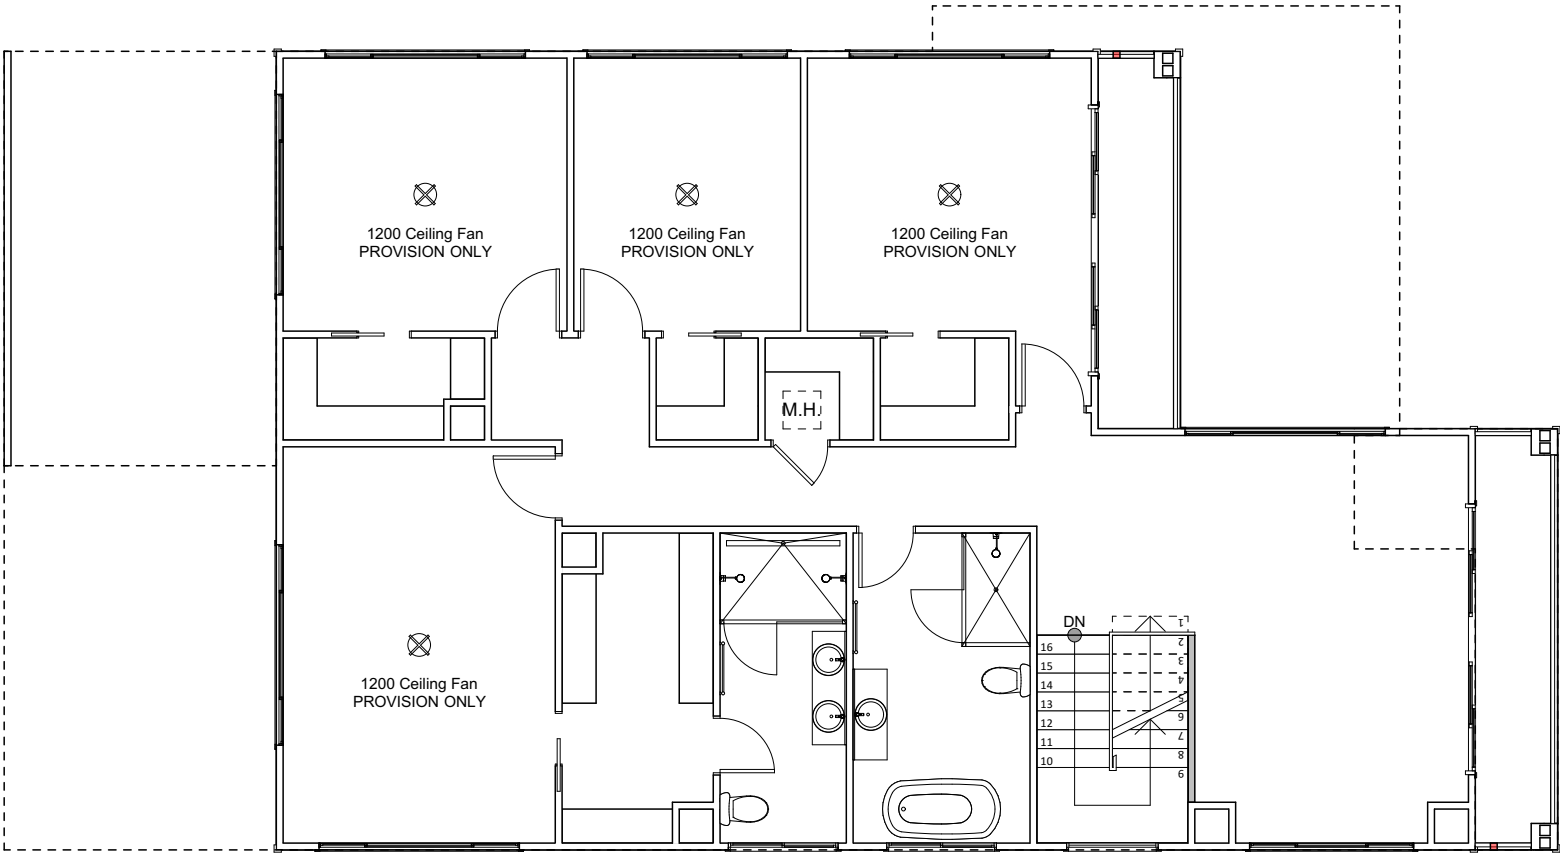 1200 Ceiling Fan
PROVISION ONLY
1200 Ceiling Fan
PROVISION ONLY
1200 Ceiling Fan
PROVISION ONLY
M.H.
1200 Ceiling Fan
PROVISION ONLY
DN
16
15
14
13
12
11
10
1
2
3
4
5
6
7
8
9